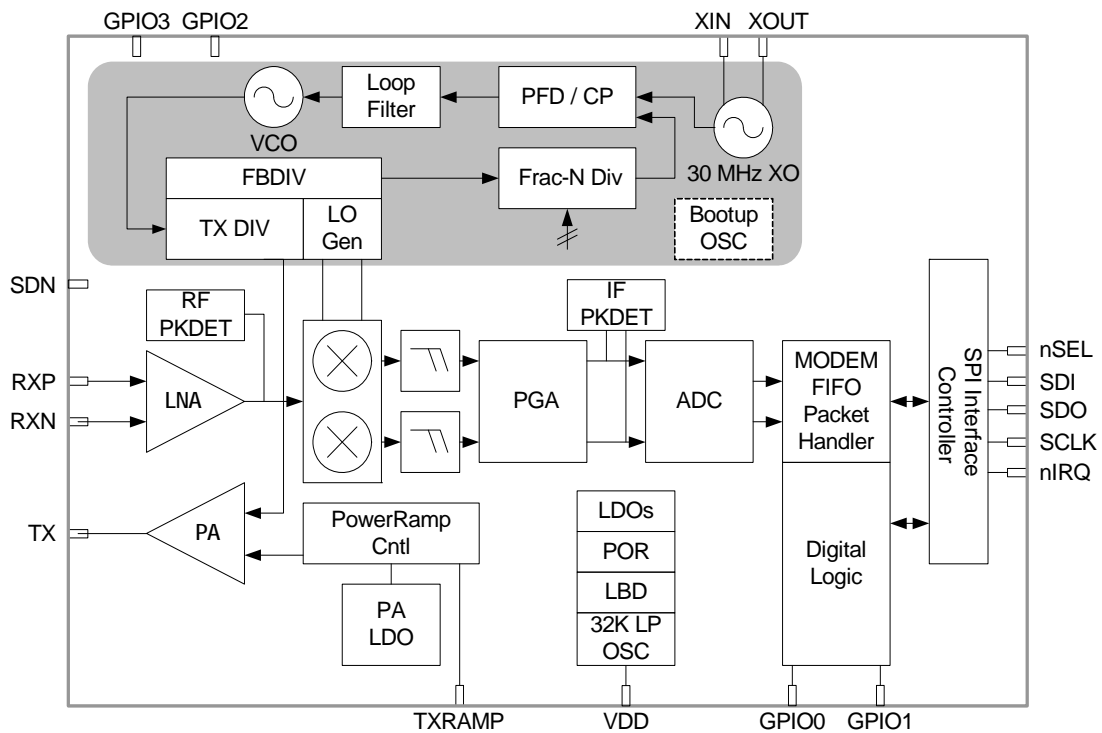 GPIO3 GPIO2
XIN XOUT
VCO
Loop
Filter
PFD / CP
30 MHz XO
FBDIV
TX DIV
LO
Gen
Frac-N Div
Bootup
OSC
SDN
RXP
RXN
TX
RF
PKDET
LNA
PA
PGA
IF
PKDET
ADC
MODEM
FIFO
Packet
Handler
Digital
Logic
SPI Interface
Controller
nSEL
SDI
SDO
SCLK
nIRQ
PowerRamp
Cntl
PA
LDO
LDOs
POR
LBD
32K LP
OSC
TXRAMP
VDD
GPIO0
GPIO1